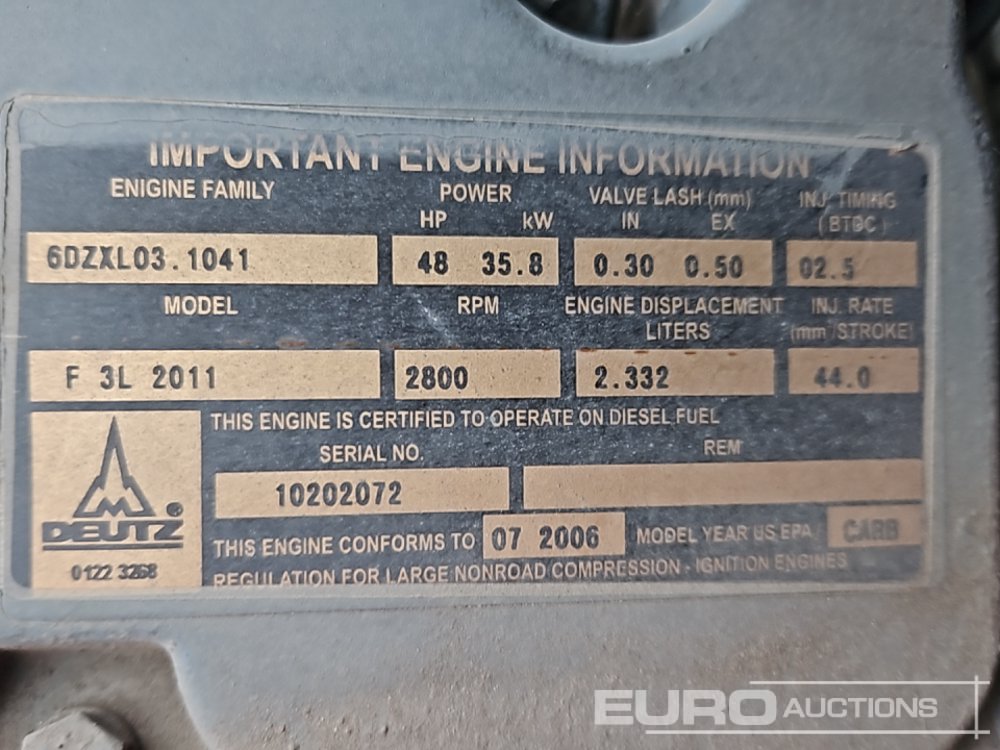 IMPORTANT ENGINE INFORMATION
ENIGINE FAMILY POWER VALVE LASH (mm) INJ. TIMING
HP kW IN EX (BTDC)
6DZXL03.1041 48 35.8 0.30 0.50 02.5
MODEL RPM ENGINE DISPLACEMENT INJ. RATE
LITERS (mm³ STROKE)
F 3L 2011 2800 2.332 44.0
THIS ENGINE IS CERTIFIED TO OPERATE ON DIESEL FUEL
SERIAL NO. REM
10202072
DEUTZ ®
0122 3268
THIS ENGINE CONFORMS TO 07 2006 MODEL YEAR US EPA CARB
REGULATION FOR LARGE NONROAD COMPRESSION - IGNITION ENGINES
EURO AUCTIONS